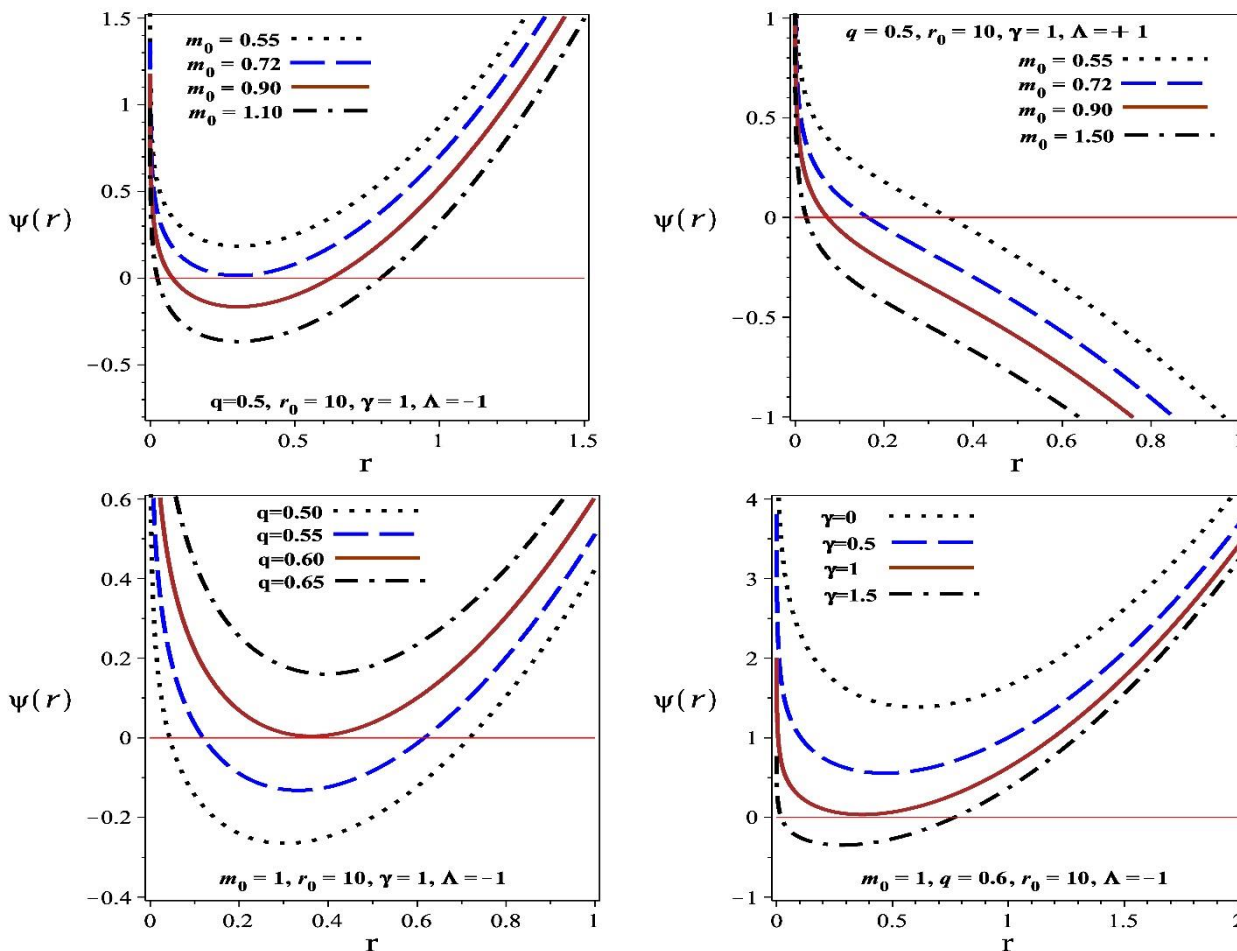 1.5
1
0.5
0
−0.5
ψ(r)
m₀ = 0.55
m₀ = 0.72
m₀ = 0.90
m₀ = 1.10
q=0.5, r₀ = 10, γ = 1, Λ = −1
0 0.5 1 1.5
r
1
0.5
0
−0.5
−1
ψ(r)
q = 0.5, r₀ = 10, γ = 1, Λ = + 1
m₀ = 0.55
m₀ = 0.72
m₀ = 0.90
m₀ = 1.50
0 0.2 0.4 0.6 0.8 1
r
0.6
0.4
0.2
0
−0.2
−0.4
ψ(r)
q=0.50
q=0.55
q=0.60
q=0.65
m₀ = 1, r₀ = 10, γ = 1, Λ = −1
0 0.2 0.4 0.6 0.8 1
r
4
3
2
1
0
−1
ψ(r)
γ=0
γ=0.5
γ=1
γ=1.5
m₀ = 1, q = 0.6, r₀ = 10, Λ = −1
0 0.5 1 1.5 2
r